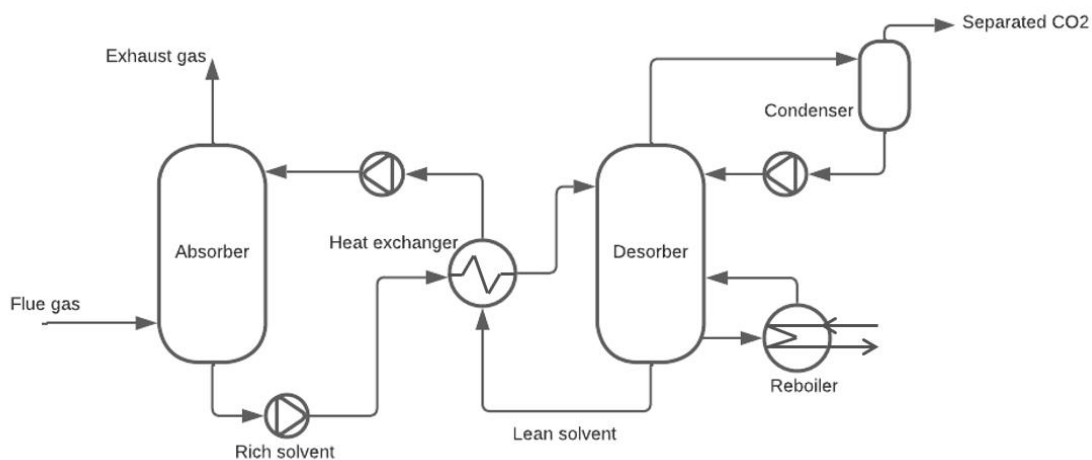 Separated CO2
Exhaust gas
Condenser
Absorber
Heat exchanger
Desorber
Flue gas
Reboiler
Lean solvent
Rich solvent